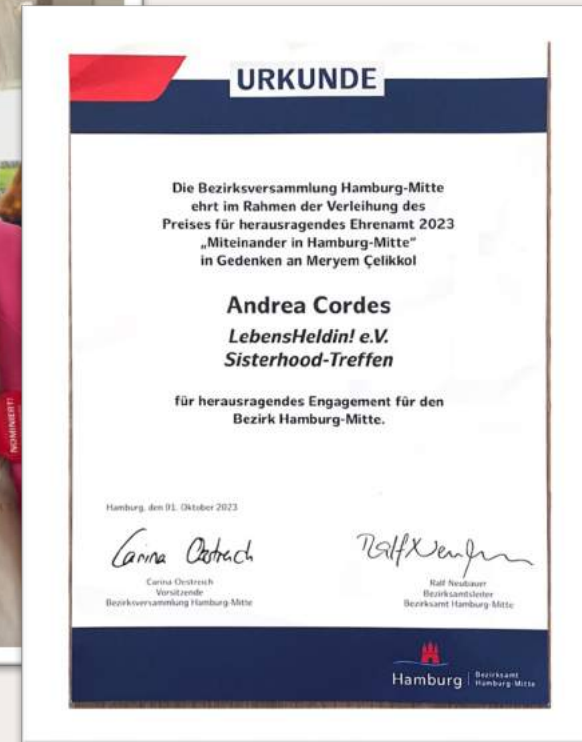 NOMINIERT!
URKUNDE
Die Bezirksversammlung Hamburg-Mitte
ehrt im Rahmen der Verleihung des
Preises für herausragendes Ehrenamt 2023
„Miteinander in Hamburg-Mitte“
in Gedenken an Meryem Çelikkol
Andrea Cordes
LebensHeldin! e.V.
Sisterhood-Treffen
für herausragendes Engagement für den
Bezirk Hamburg-Mitte.
Hamburg, den 01. Oktober 2023
Carina Oestreich
Carina Oestreich
Vorsitzende
Bezirksversammlung Hamburg-Mitte
Ralf Neubauer
Bezirksamtsleiter
Bezirksamt Hamburg-Mitte
Hamburg
Bezirksamt
Hamburg-Mitte